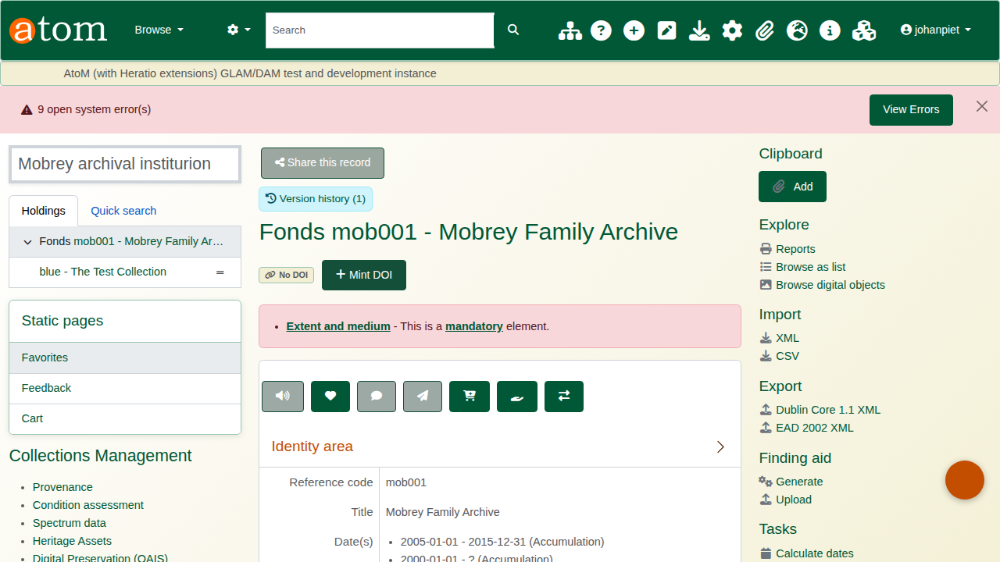 atom
Browse
Search
johanpiet
AtoM (with Heratio extensions) GLAM/DAM test and development instance
9 open system error(s)
View Errors
Mobrey archival insititurion
Holdings
Quick search
Fonds mob001 - Mobrey Family Ar...
blue - The Test Collection
Static pages
Favorites
Feedback
Cart
Collections Management
Provenance
Condition assessment
Spectrum data
Heritage Assets
Digital Preservation (OAIS)
Share this record
Version history (1)
Fonds mob001 - Mobrey Family Archive
No DOI
Mint DOI
Extent and medium - This is a mandatory element.
Identity area
Reference code mob001
Title Mobrey Family Archive
Date(s) 2005-01-01 - 2015-12-31 (Accumulation)
2000-01-01 - ? (Accumulation)
Clipboard
Add
Explore
Reports
Browse as list
Browse digital objects
Import
XML
CSV
Export
Dublin Core 1.1 XML
EAD 2002 XML
Finding aid
Generate
Upload
Tasks
Calculate dates